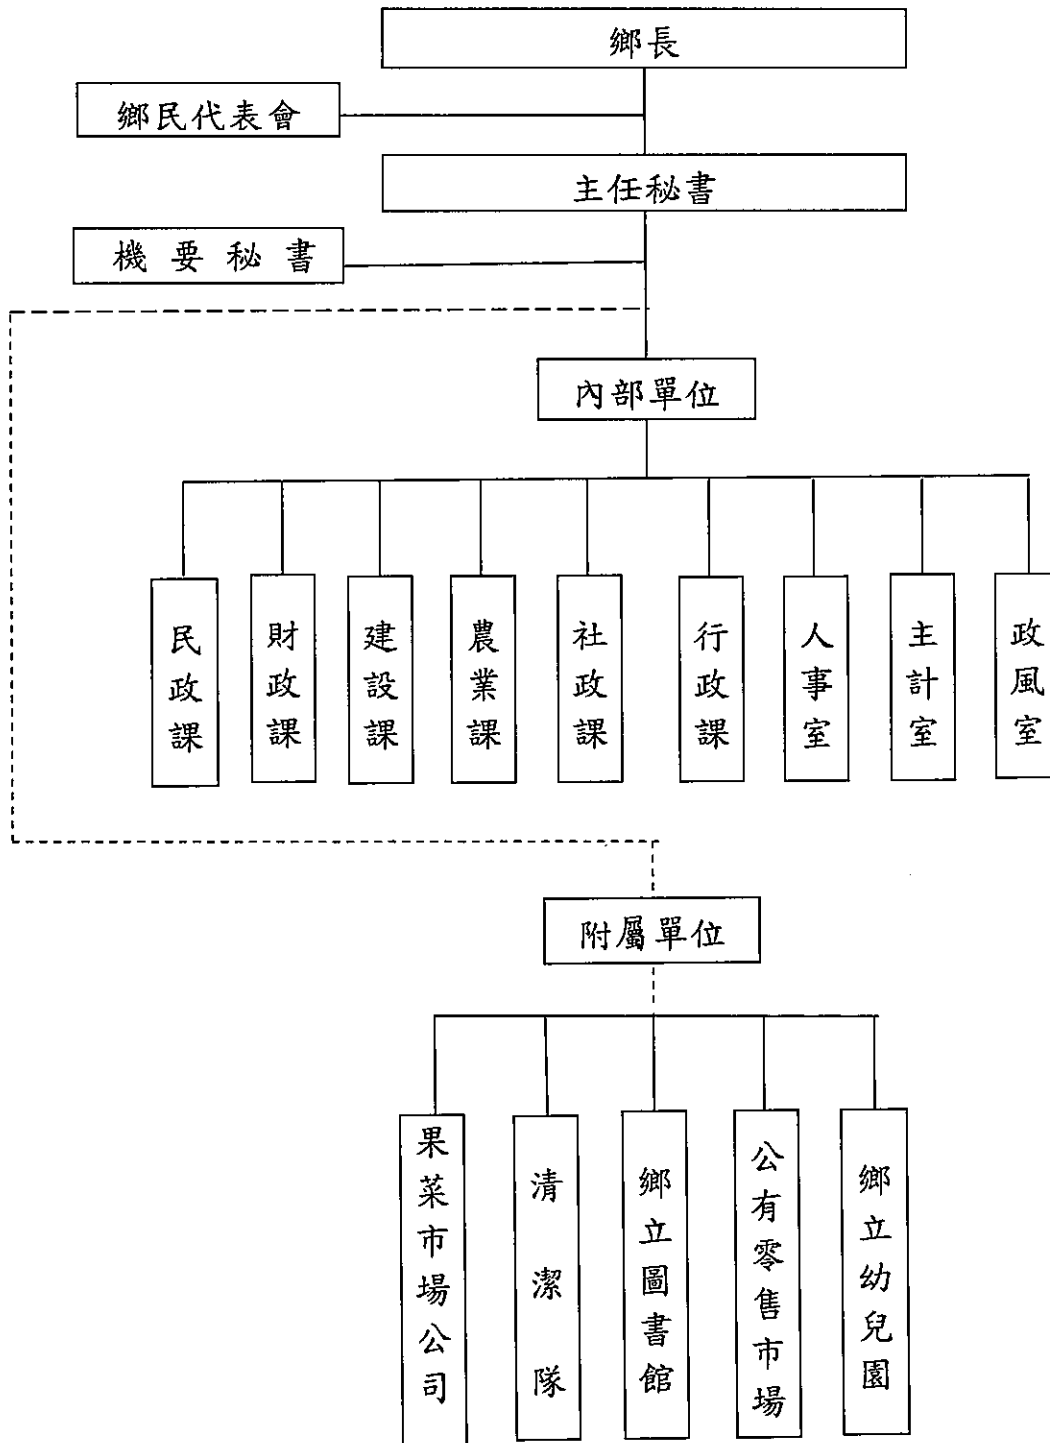 鄉長
鄉民代表會
主任秘書
機要秘書
內部單位
民政課
財政課
建設課
農業課
社政課
行政課
人事室
主計室
政風室
附屬單位
果菜市場公司
清潔隊
鄉立圖書館
公有零售市場
鄉立幼兒園